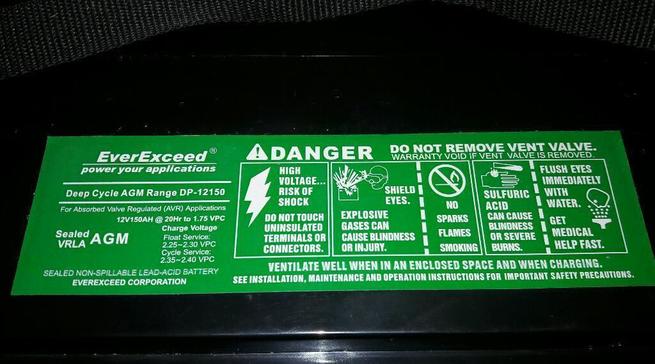 EverExceed®
power your applications
Deep Cycle AGM Range DP-12150
For Absorbed Valve Regulated (AVR) Applications
12V150AH @ 20Hr to 1.75 VPC
Sealed
VRLA AGM
Charge Voltage
Float Service:
2.25~2.30 VPC
Cycle Service:
2.35~2.40 VPC
SEALED NON-SPILLABLE LEAD-ACID BATTERY
EVEREXCEED CORPORATION
DANGER
DO NOT REMOVE VENT VALVE.
WARRANTY VOID IF VENT VALVE IS REMOVED.
HIGH
VOLTAGE...
RISK OF
SHOCK
DO NOT TOUCH
UNINSULATED
TERMINALS OR
CONNECTORS.
SHIELD
EYES.
EXPLOSIVE
GASES CAN
CAUSE BLINDNESS
OR INJURY.
NO
SPARKS
FLAMES
SMOKING
SULFURIC
ACID
CAN CAUSE
BLINDNESS
OR SEVERE
BURNS.
FLUSH EYES
IMMEDIATELY
WITH
WATER.
GET
MEDICAL
HELP FAST.
VENTILATE WELL WHEN IN AN ENCLOSED SPACE AND WHEN CHARGING.
SEE INSTALLATION, MAINTENANCE AND OPERATION INSTRUCTIONS FOR IMPORTANT SAFETY PRECAUTIONS.